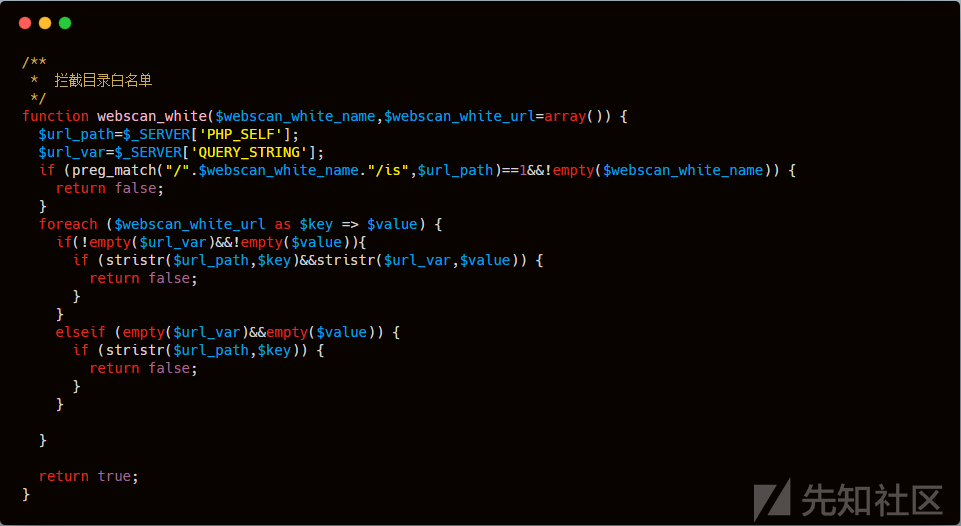 /**
 *  拦截目录白名单
 */
function webscan_white($webscan_white_name,$webscan_white_url=array()) {
  $url_path=$_SERVER['PHP_SELF'];
  $url_var=$_SERVER['QUERY_STRING'];
  if (preg_match("/".$webscan_white_name."/is",$url_path)==1&&!empty($webscan_white_name)) {
    return false;
  }
  foreach ($webscan_white_url as $key => $value) {
    if(!empty($url_var)&&!empty($value)){
      if (stristr($url_path,$key)&&stristr($url_var,$value)) {
        return false;
      }
    }
    elseif (empty($url_var)&&empty($value)) {
      if (stristr($url_path,$key)) {
        return false;
      }
    }
  }
  return true;
}
先知社区